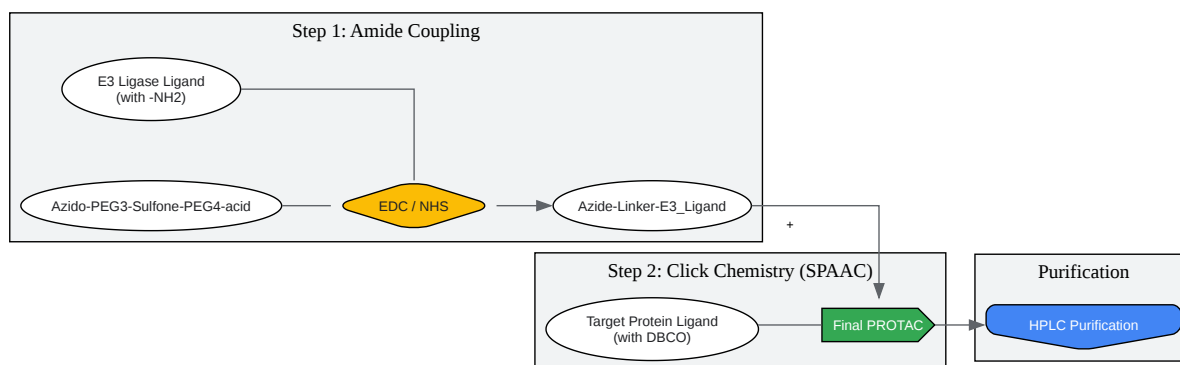 Step 1: Amide Coupling
E3 Ligase Ligand
(with -NH2)
Azido-PEG3-Sulfone-PEG4-acid
EDC / NHS
Azide-Linker-E3_Ligand
+
Step 2: Click Chemistry (SPAAC)
Target Protein Ligand
(with DBCO)
Final PROTAC
Purification
HPLC Purification